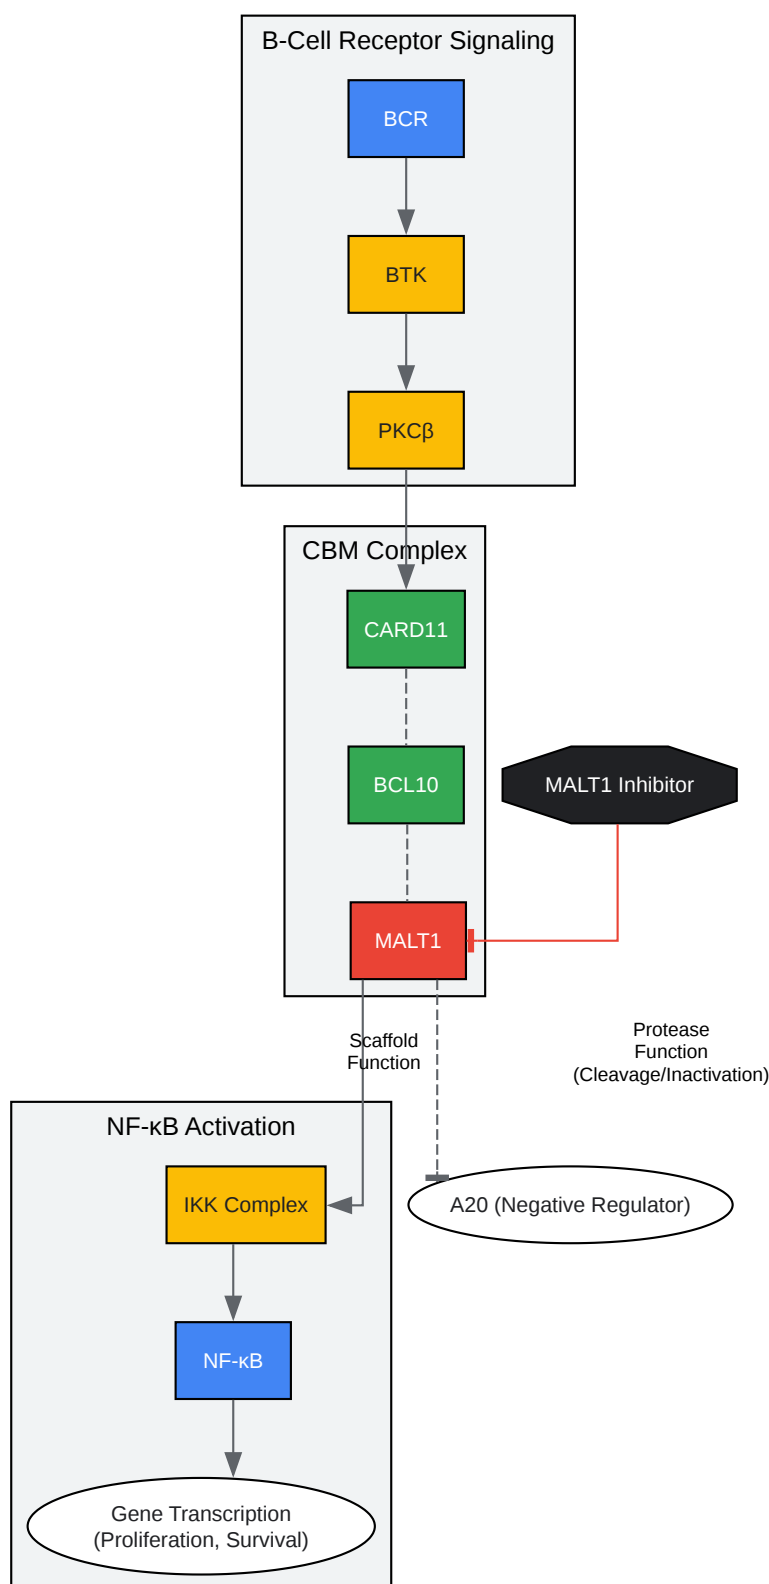 B-Cell Receptor Signaling
BCR
BTK
PKCβ
CBM Complex
CARD11
BCL10
MALT1 Inhibitor
MALT1
Scaffold
Function
Protease
Function
(Cleavage/Inactivation)
NF-κB Activation
IKK Complex
A20 (Negative Regulator)
NF-κB
Gene Transcription
(Proliferation, Survival)